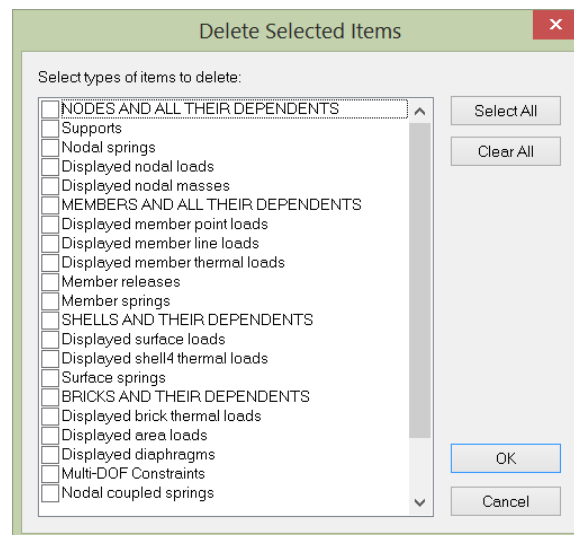 Delete Selected Items
Select types of items to delete:
NODES AND ALL THEIR DEPENDENTS
Supports
Nodal springs
Displayed nodal loads
Displayed nodal masses
MEMBERS AND ALL THEIR DEPENDENTS
Displayed member point loads
Displayed member line loads
Displayed member thermal loads
Member releases
Member springs
SHELLS AND THEIR DEPENDENTS
Displayed surface loads
Displayed shell4 thermal loads
Surface springs
BRICKS AND THEIR DEPENDENTS
Displayed brick thermal loads
Displayed area loads
Displayed diaphragms
Multi-DOF Constraints
Nodal coupled springs
Select All
Clear All
OK
Cancel